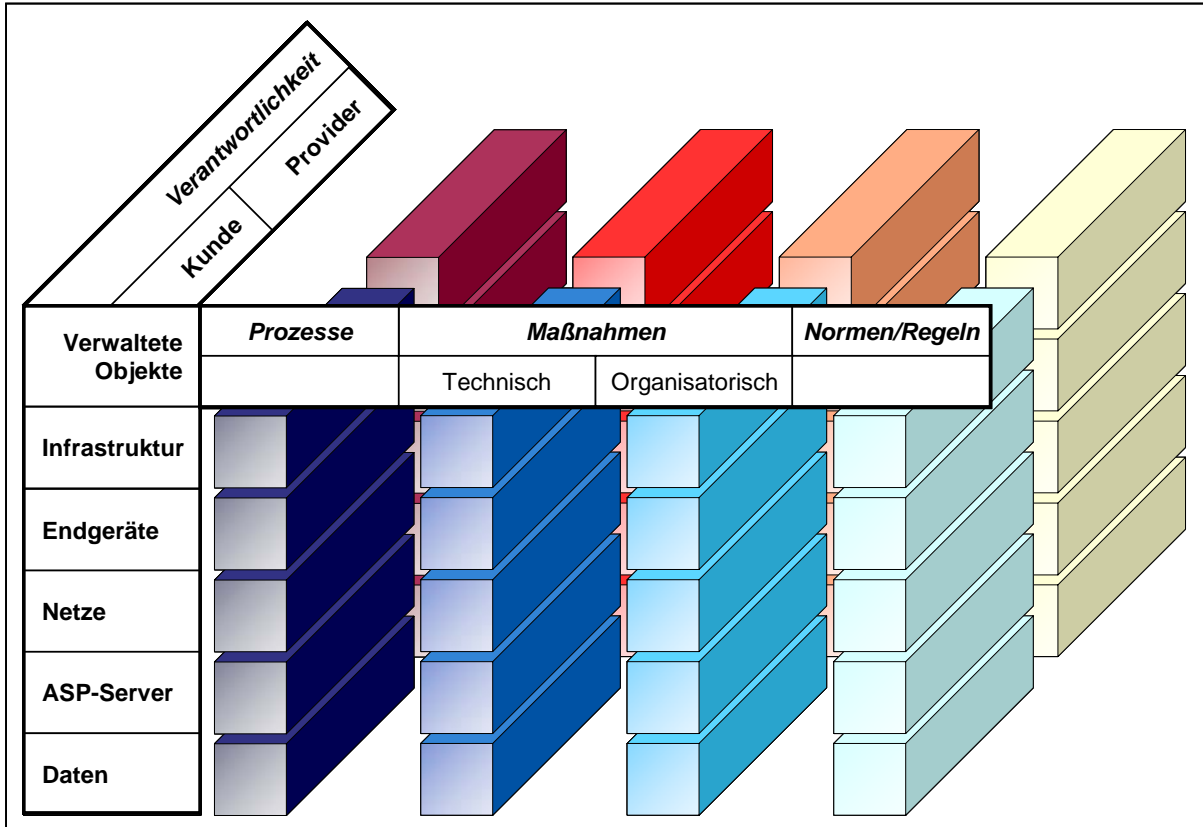 Verantwortlichkeit
Kunde
Provider
Verwaltete
Objekte
Prozesse
Maßnahmen
Normen/Regeln
Technisch
Organisatorisch
Infrastruktur
Endgeräte
Netze
ASP-Server
Daten